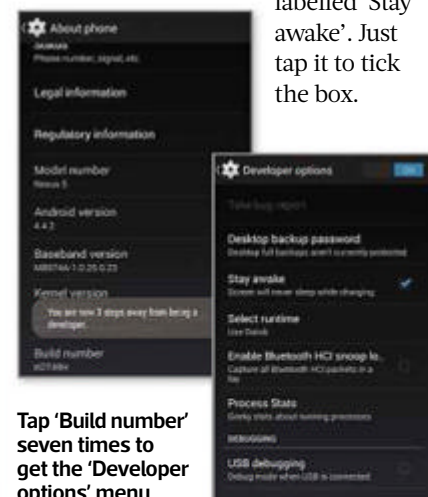 labelled 'Stay
awake'. Just
tap it to tick
the box.
About phone
Status
Phone number, signal, etc.
Legal information
Regulatory information
Model number
Nexus 5
Android version
4.4.2
Baseband version
Kernel version
You are now 3 steps away from being a
developer.
Build number
Developer options
ON
Take bug report
Desktop backup password
Desktop full backups aren't currently protected
Stay awake
Screen will never sleep while charging
Select runtime
Use Dalvik
Enable Bluetooth HCI snoop lo..
Capture all bluetooth HCI packets in a
file
Process Stats
Geeky stats about running processes
DEBUGGING
USB debugging
Debug mode when USB is connected
Tap 'Build number'
seven times to
get the 'Developer
options' menu